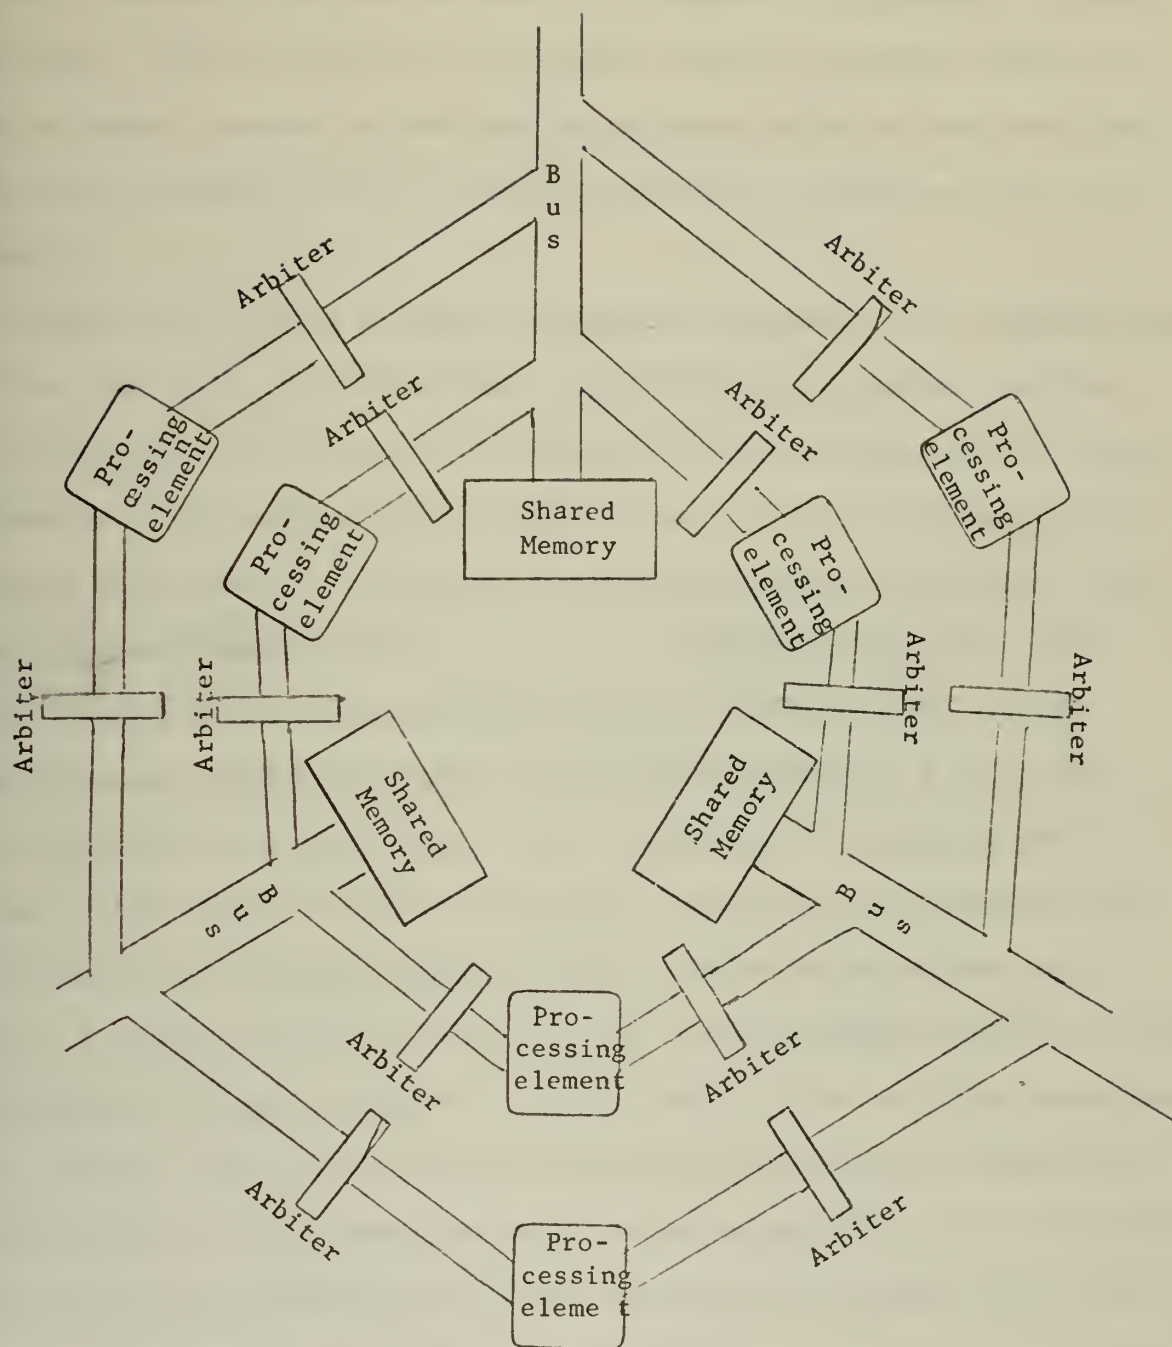 B
u
s
Arbiter
Arbiter
Arbiter
Arbiter
Pro-
cessing
n
element
Pro-
cessing
element
Shared
Memory
Pro-
cessing
element
Pro-
cessing
element
Arbiter
Arbiter
Arbiter
Arbiter
Shared
Memory
Shared
Memory
B
u
s
B
u
s
Pro-
cessing
element
Arbiter
Arbiter
Arbiter
Arbiter
Pro-
cessing
eleme t